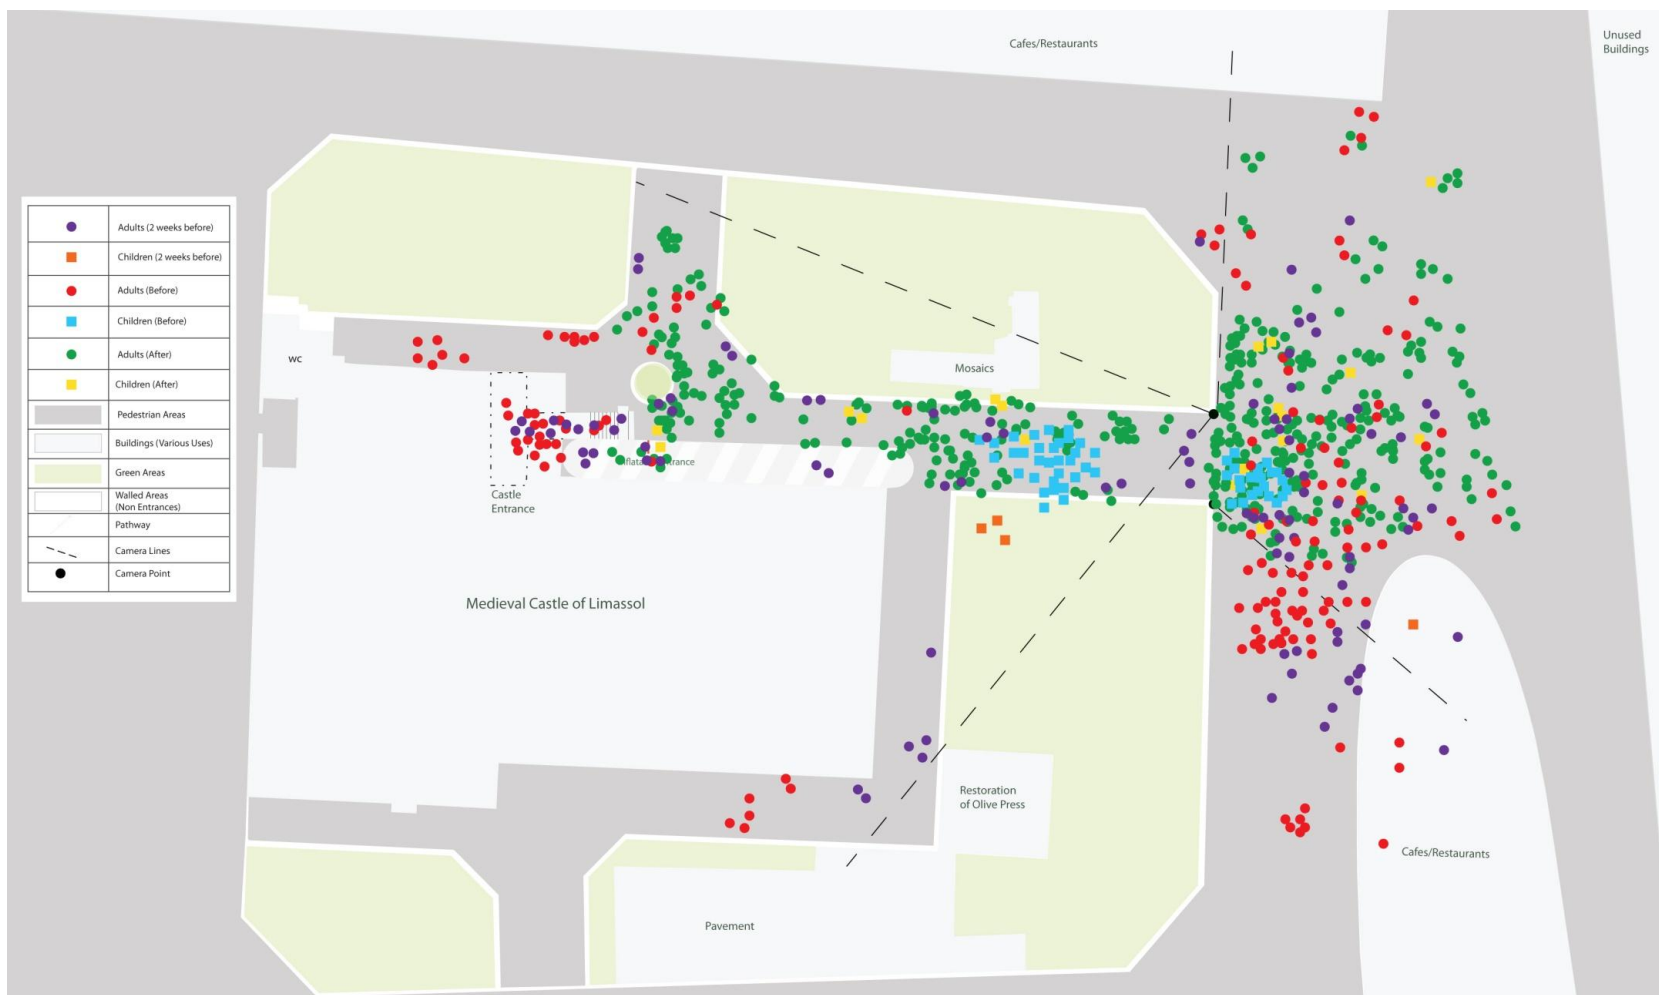 Cafes/Restaurants
Unused
Buildings
Adults (2 weeks before)
Children (2 weeks before)
Adults (Before)
Children (Before)
Adults (After)
Children (After)
Pedestrian Areas
Buildings (Various Uses)
Green Areas
Walled Areas
(Non Entrances)
Pathway
Camera Lines
Camera Point
WC
Mosaics
Castle
Entrance
Medieval Castle of Limassol
Restoration
of Olive Press
Cafes/Restaurants
Pavement